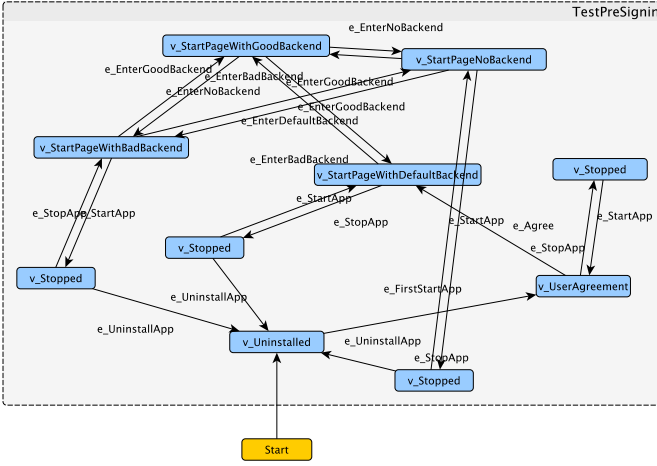 TestPreSignin
e_EnterNoBackend
v_StartPageWithGoodBackend
v_StartPageNoBackend
e_EnterGoodBackend
e_EnterBadBackend
e_EnterGoodBackend
e_EnterNoBackend
e_EnterGoodBackend
e_EnterDefaultBackend
v_StartPageWithBadBackend
e_EnterBadBackend
v_StartPageWithDefaultBackend
v_Stopped
e_StartApp
e_StopApp
e_StartApp
e_StopApp
e_StartApp
e_StartApp
e_Agree
e_StopApp
v_Stopped
v_Stopped
v_UserAgreement
e_FirstStartApp
e_UninstallApp
e_UninstallApp
v_Uninstalled
e_UninstallApp
e_StopApp
v_Stopped
Start